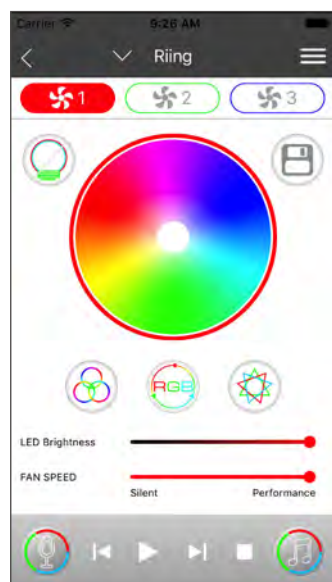 Carrier 9:26 AM
Riing
1 2 3
RGB
LED Brightness
FAN SPEED
Silent Performance